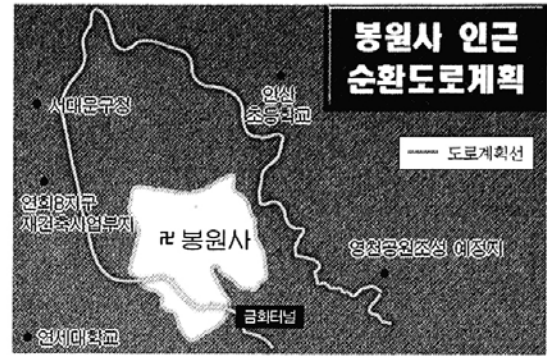 봉원사 인근
순환도로계획
도로계획선
안산
초등학교
서대문구청
연희B지구
재건축사업부지
卍 봉원사
영천공원조성 예정지
금화터널
연세대학교